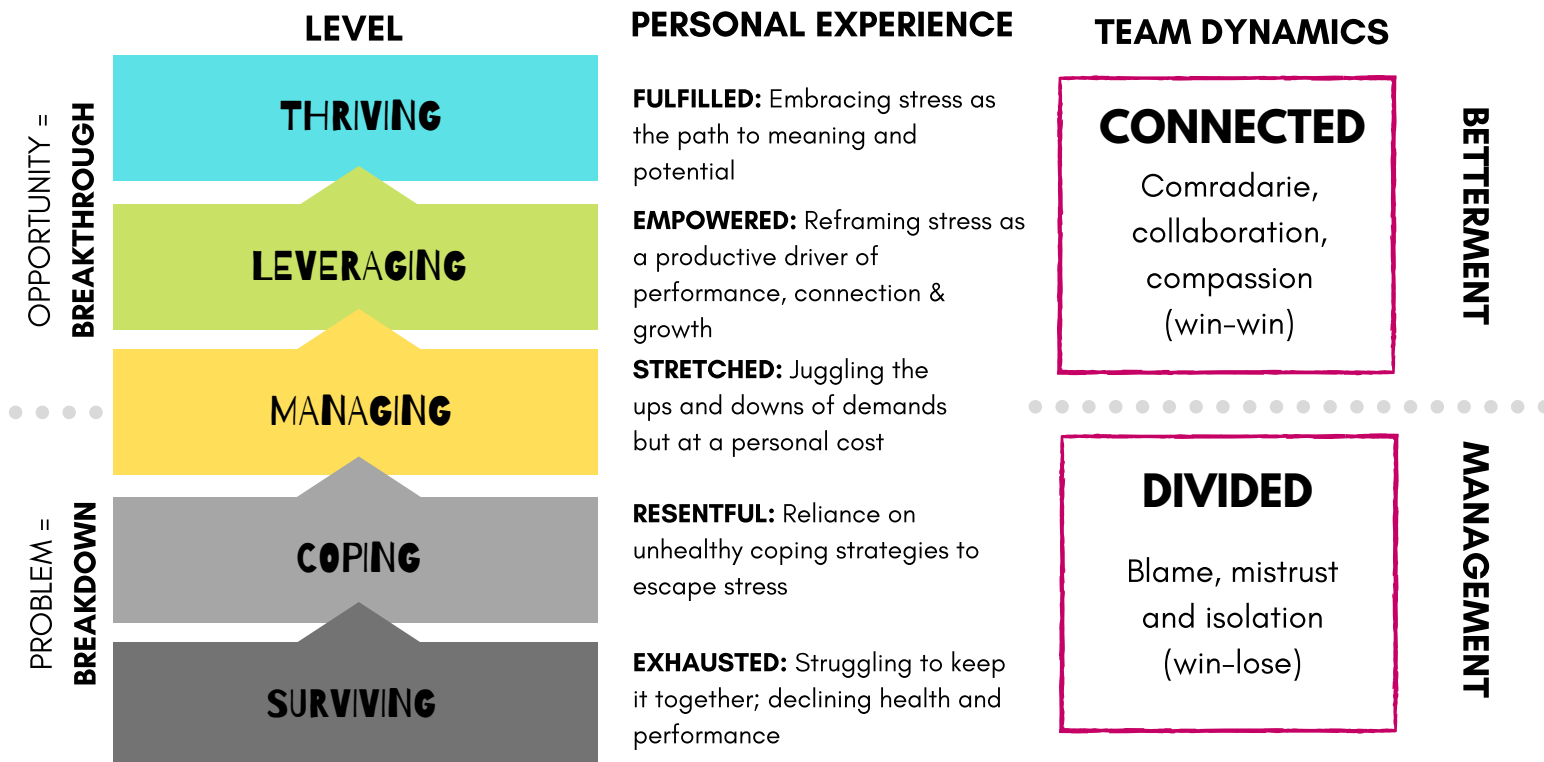 LEVEL
PERSONAL EXPERIENCE
TEAM DYNAMICS
OPPORTUNITY =
BREAKTHROUGH
THRIVING
FULFILLED: Embracing stress as
the path to meaning and
potential
LEVERAGING
EMPOWERED: Reframing stress as
a productive driver of
performance, connection &
growth
CONNECTED
Comradarie,
collaboration,
compassion
(win-win)
BETTERMENT
MANAGING
STRETCHED: Juggling the
ups and downs of demands
but at a personal cost
PROBLEM =
BREAKDOWN
COPING
RESENTFUL: Reliance on
unhealthy coping strategies to
escape stress
SURVIVING
EXHAUSTED: Struggling to keep
it together; declining health and
performance
DIVIDED
Blame, mistrust
and isolation
(win-lose)
MANAGEMENT